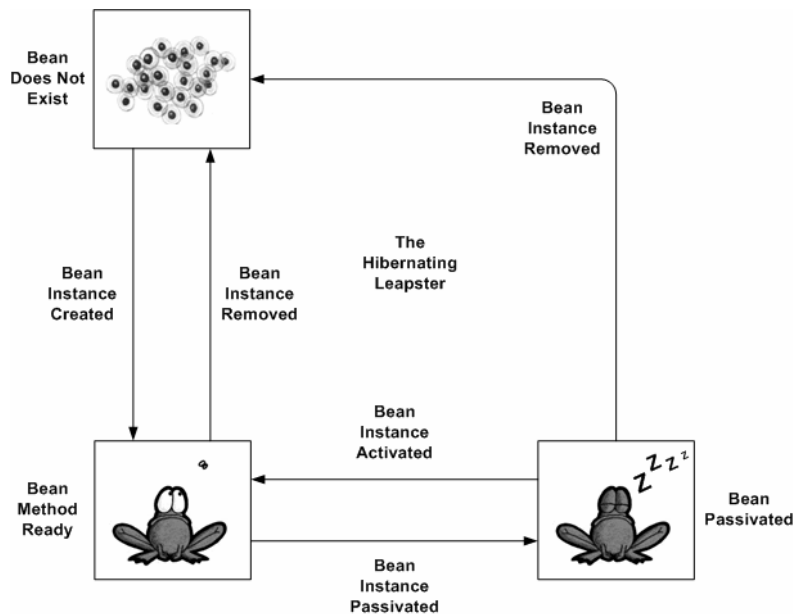 Bean
Does Not
Exist
Bean
Instance
Removed
The
Hibernating
Leapster
Bean
Instance
Created
Bean
Instance
Removed
Bean
Instance
Activated
Bean
Method
Ready
z z z z z
Bean
Passivated
Bean
Instance
Passivated